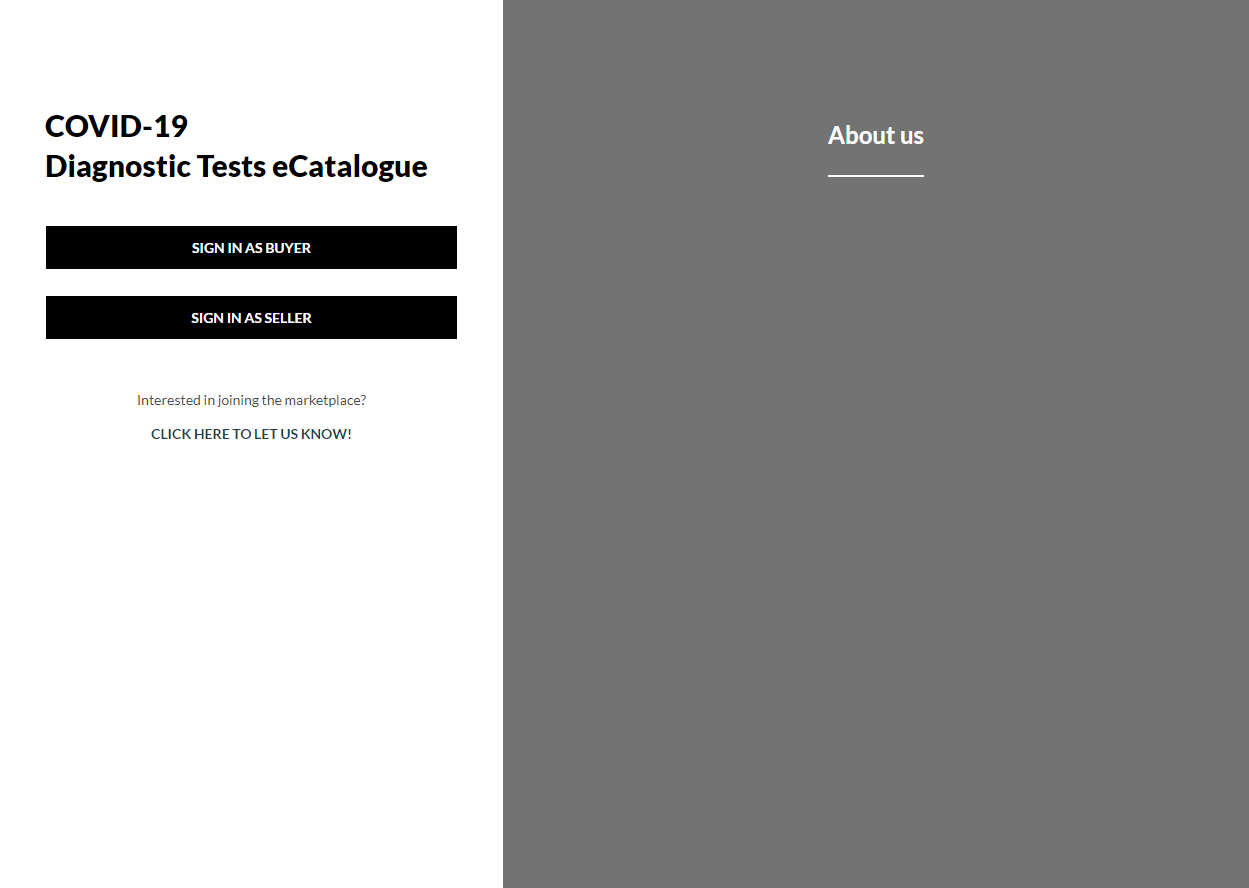 COVID-19
Diagnostic Tests eCatalogue
SIGN IN AS BUYER
SIGN IN AS SELLER
Interested in joining the marketplace?
CLICK HERE TO LET US KNOW!
About us